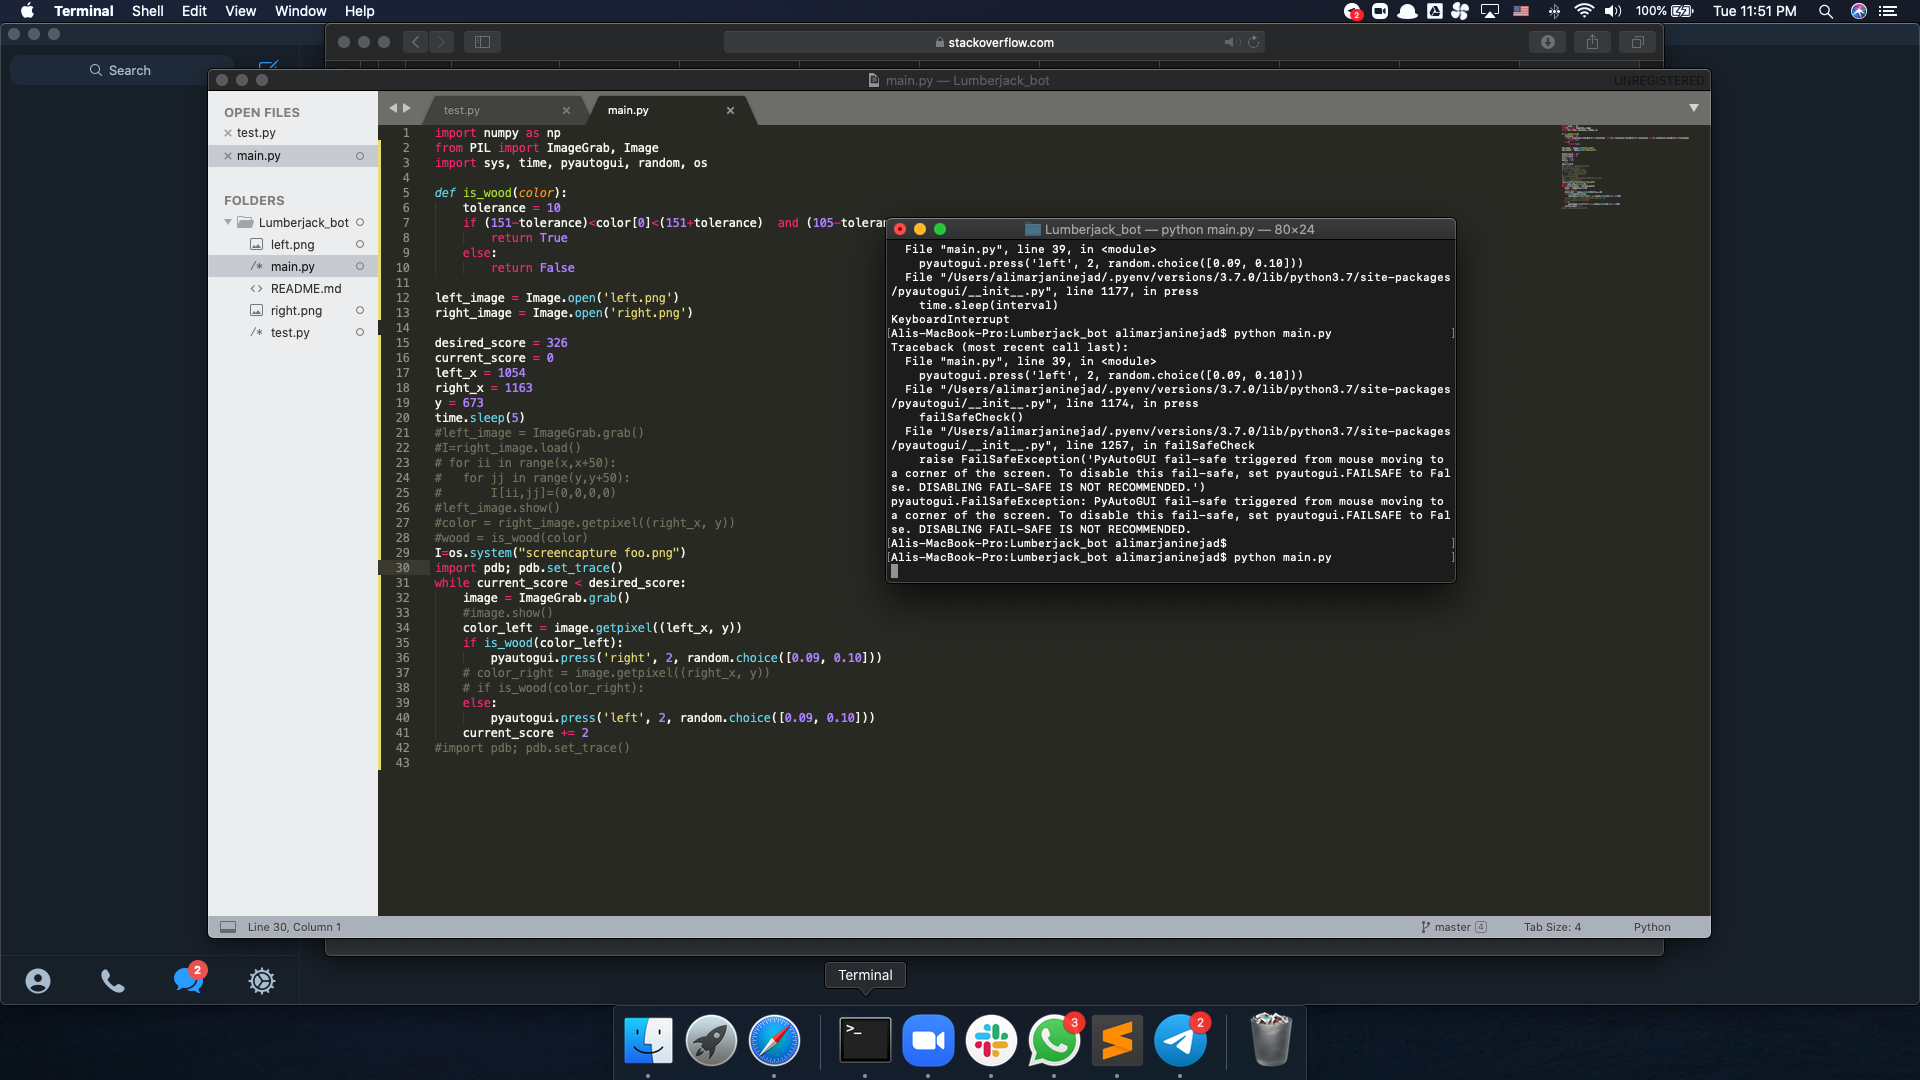 Terminal Shell Edit View Window Help
2 100% Tue 11:51 PM
stackoverflow.com
Search
main.py — Lumberjack_bot
UNREGISTERED
OPEN FILES
test.py
main.py
FOLDERS
Lumberjack_bot
left.png
/* main.py
<> README.md
right.png
/* test.py
test.py
main.py
1 import numpy as np
2 from PIL import ImageGrab, Image
3 import sys, time, pyautogui, random, os
4
5 def is_wood(color):
6 tolerance = 10
7 if (151-tolerance)<color[0]<(151+tolerance)  and (105-toleran
8 return True
9 else:
10 return False
11
12 left_image = Image.open('left.png')
13 right_image = Image.open('right.png')
14
15 desired_score = 326
16 current_score = 0
17 left_x = 1054
18 right_x = 1163
19 y = 673
20 time.sleep(5)
21 #left_image = ImageGrab.grab()
22 #I=right_image.load()
23 # for ii in range(x,x+50):
24 #   for jj in range(y,y+50):
25 #       I[ii,jj]=(0,0,0,0)
26 #left_image.show()
27 #color = right_image.getpixel((right_x, y))
28 #wood = is_wood(color)
29 I=os.system("screencapture foo.png")
30 import pdb; pdb.set_trace()
31 while current_score < desired_score:
32 image = ImageGrab.grab()
33 #image.show()
34 color_left = image.getpixel((left_x, y))
35 if is_wood(color_left):
36 pyautogui.press('right', 2, random.choice([0.09, 0.10]))
37 # color_right = image.getpixel((right_x, y))
38 # if is_wood(color_right):
39 else:
40 pyautogui.press('left', 2, random.choice([0.09, 0.10]))
41 current_score += 2
42 #import pdb; pdb.set_trace()
43
Lumberjack_bot — python main.py — 80×24
File "main.py", line 39, in <module>
pyautogui.press('left', 2, random.choice([0.09, 0.10]))
File "/Users/alimarjaninejad/.pyenv/versions/3.7.0/lib/python3.7/site-packages
/pyautogui/__init__.py", line 1177, in press
time.sleep(interval)
KeyboardInterrupt
[Alis-MacBook-Pro:Lumberjack_bot alimarjaninejad$ python main.py ]
Traceback (most recent call last):
File "main.py", line 39, in <module>
pyautogui.press('left', 2, random.choice([0.09, 0.10]))
File "/Users/alimarjaninejad/.pyenv/versions/3.7.0/lib/python3.7/site-packages
/pyautogui/__init__.py", line 1174, in press
failSafeCheck()
File "/Users/alimarjaninejad/.pyenv/versions/3.7.0/lib/python3.7/site-packages
/pyautogui/__init__.py", line 1257, in failSafeCheck
raise FailSafeException('PyAutoGUI fail-safe triggered from mouse moving to
a corner of the screen. To disable this fail-safe, set pyautogui.FAILSAFE to Fal
se. DISABLING FAIL-SAFE IS NOT RECOMMENDED.')
pyautogui.FailSafeException: PyAutoGUI fail-safe triggered from mouse moving to
a corner of the screen. To disable this fail-safe, set pyautogui.FAILSAFE to Fal
se. DISABLING FAIL-SAFE IS NOT RECOMMENDED.
[Alis-MacBook-Pro:Lumberjack_bot alimarjaninejad$ ]
[Alis-MacBook-Pro:Lumberjack_bot alimarjaninejad$ python main.py ]
Line 30, Column 1
master 4
Tab Size: 4
Python
2
Terminal
>_
3
2